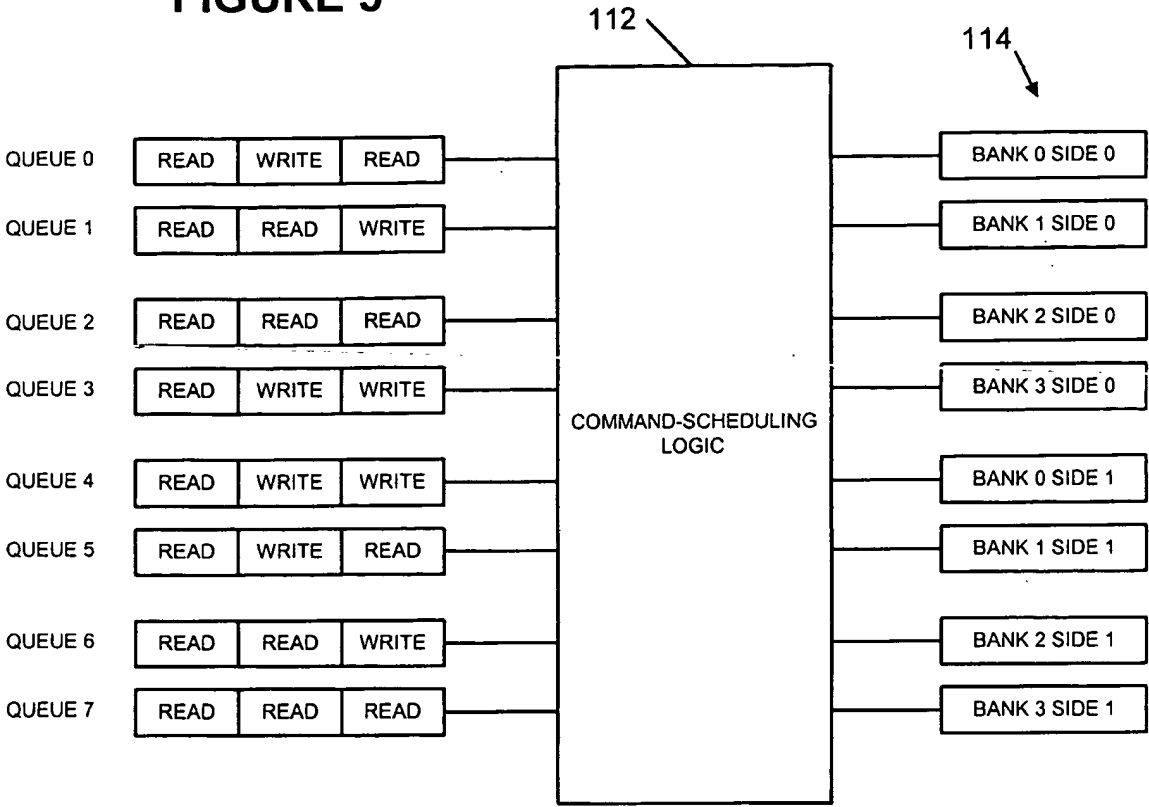 FIGURE 9
112
114
QUEUE 0 READ WRITE READ BANK 0 SIDE 0
QUEUE 1 READ READ WRITE BANK 1 SIDE 0
QUEUE 2 READ READ READ BANK 2 SIDE 0
QUEUE 3 READ WRITE WRITE BANK 3 SIDE 0
COMMAND-SCHEDULING
LOGIC
QUEUE 4 READ WRITE WRITE BANK 0 SIDE 1
QUEUE 5 READ WRITE READ BANK 1 SIDE 1
QUEUE 6 READ READ WRITE BANK 2 SIDE 1
QUEUE 7 READ READ READ BANK 3 SIDE 1